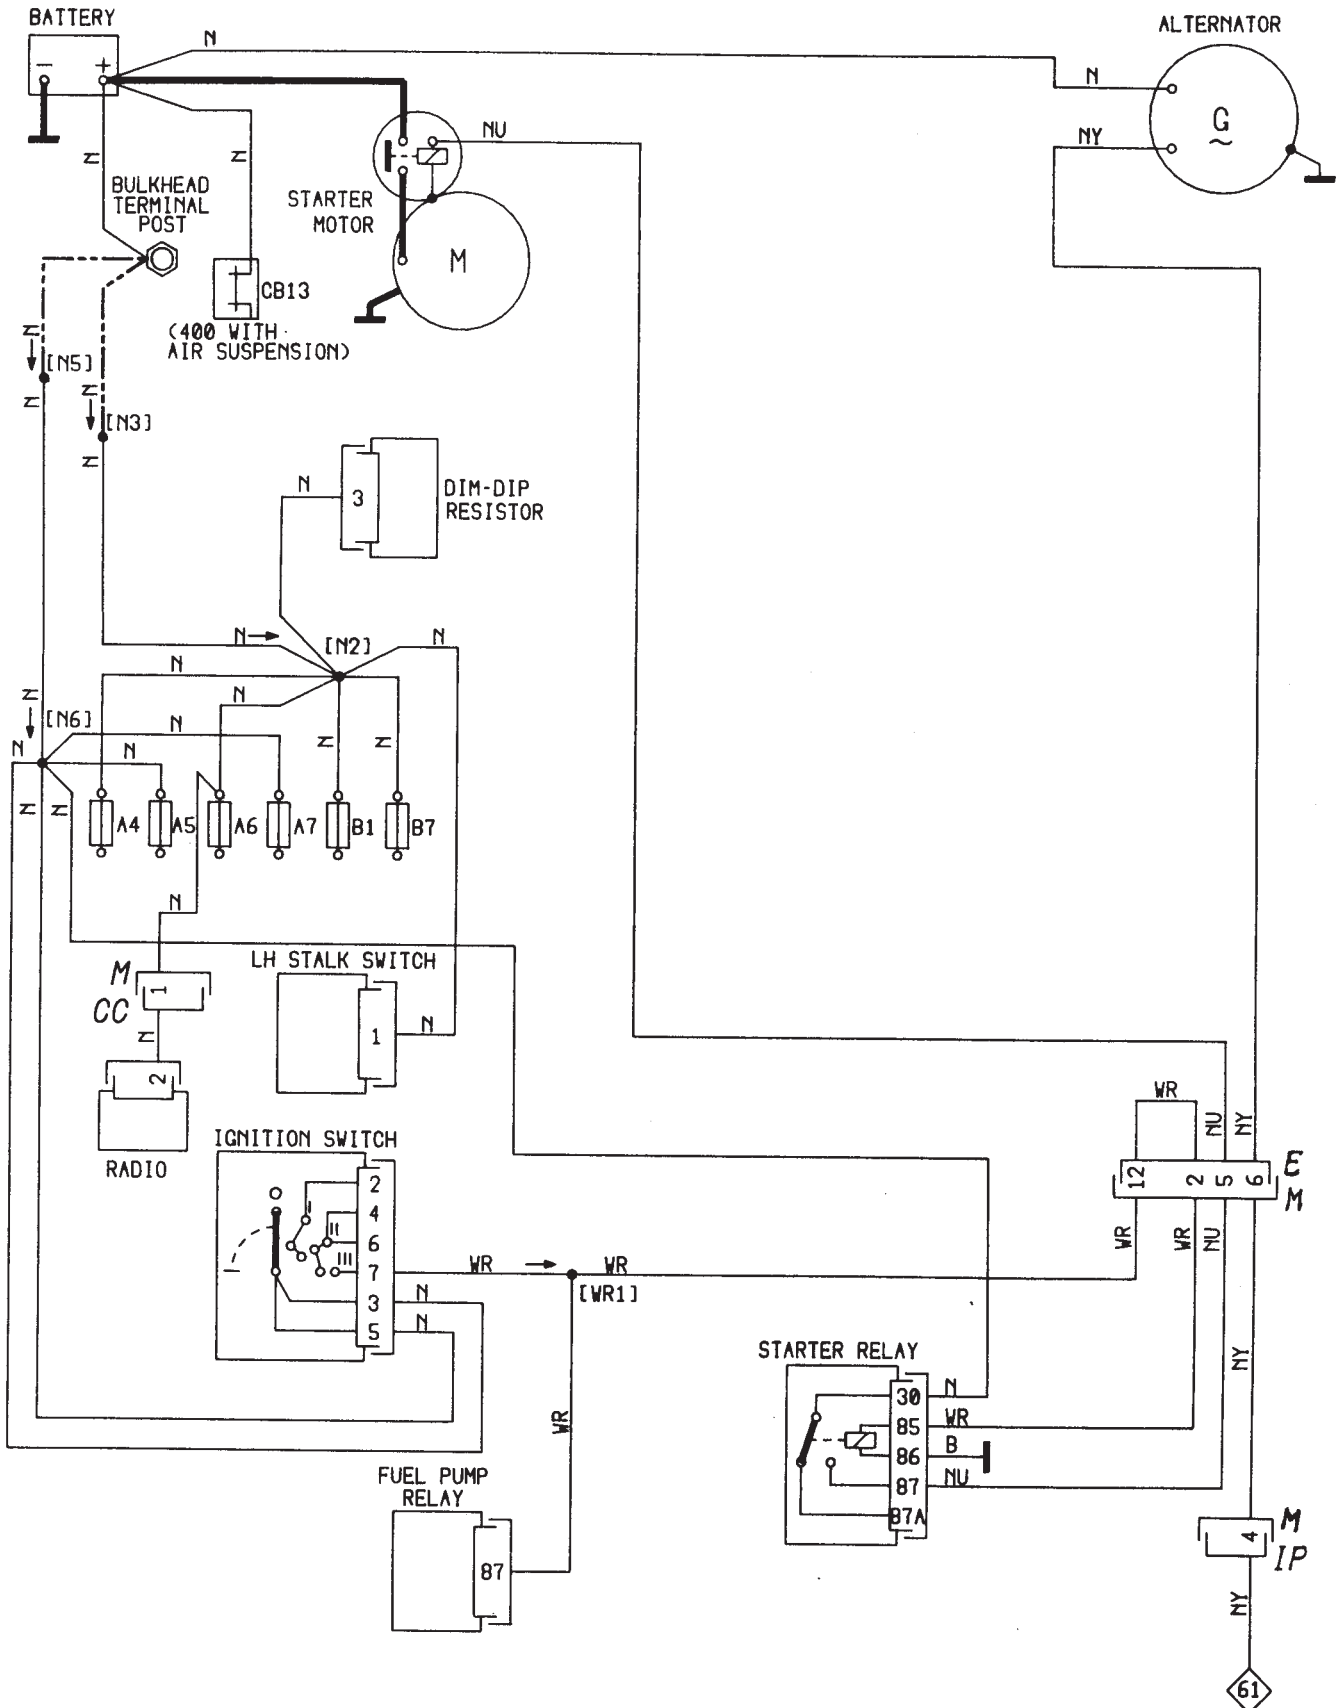 BATTERY
ALTERNATOR
N
−
+
N
NU
NY
G
N
N
BULKHEAD
TERMINAL
POST
STARTER
MOTOR
M
CB13
(400 WITH
AIR SUSPENSION)
N
[N5]
N
N
[N3]
N
N
3
DIM-DIP
RESISTOR
N
[N2]
N
N
N
N
[N6]
N
N
N
N
N
N
N
A4
A5
A6
A7
B1
B7
N
LH STALK SWITCH
M
1
CC
N
1
N
2
RADIO
WR
NU
NY
IGNITION SWITCH
12
2
5
6
E
M
2
I
4
II
6
III
7
WR
WR
WR
WR
NU
3
N
[WR1]
5
N
STARTER RELAY
NY
30
N
85
WR
WR
86
B
87
NU
87A
FUEL PUMP
RELAY
87
M
4
IP
NY
61